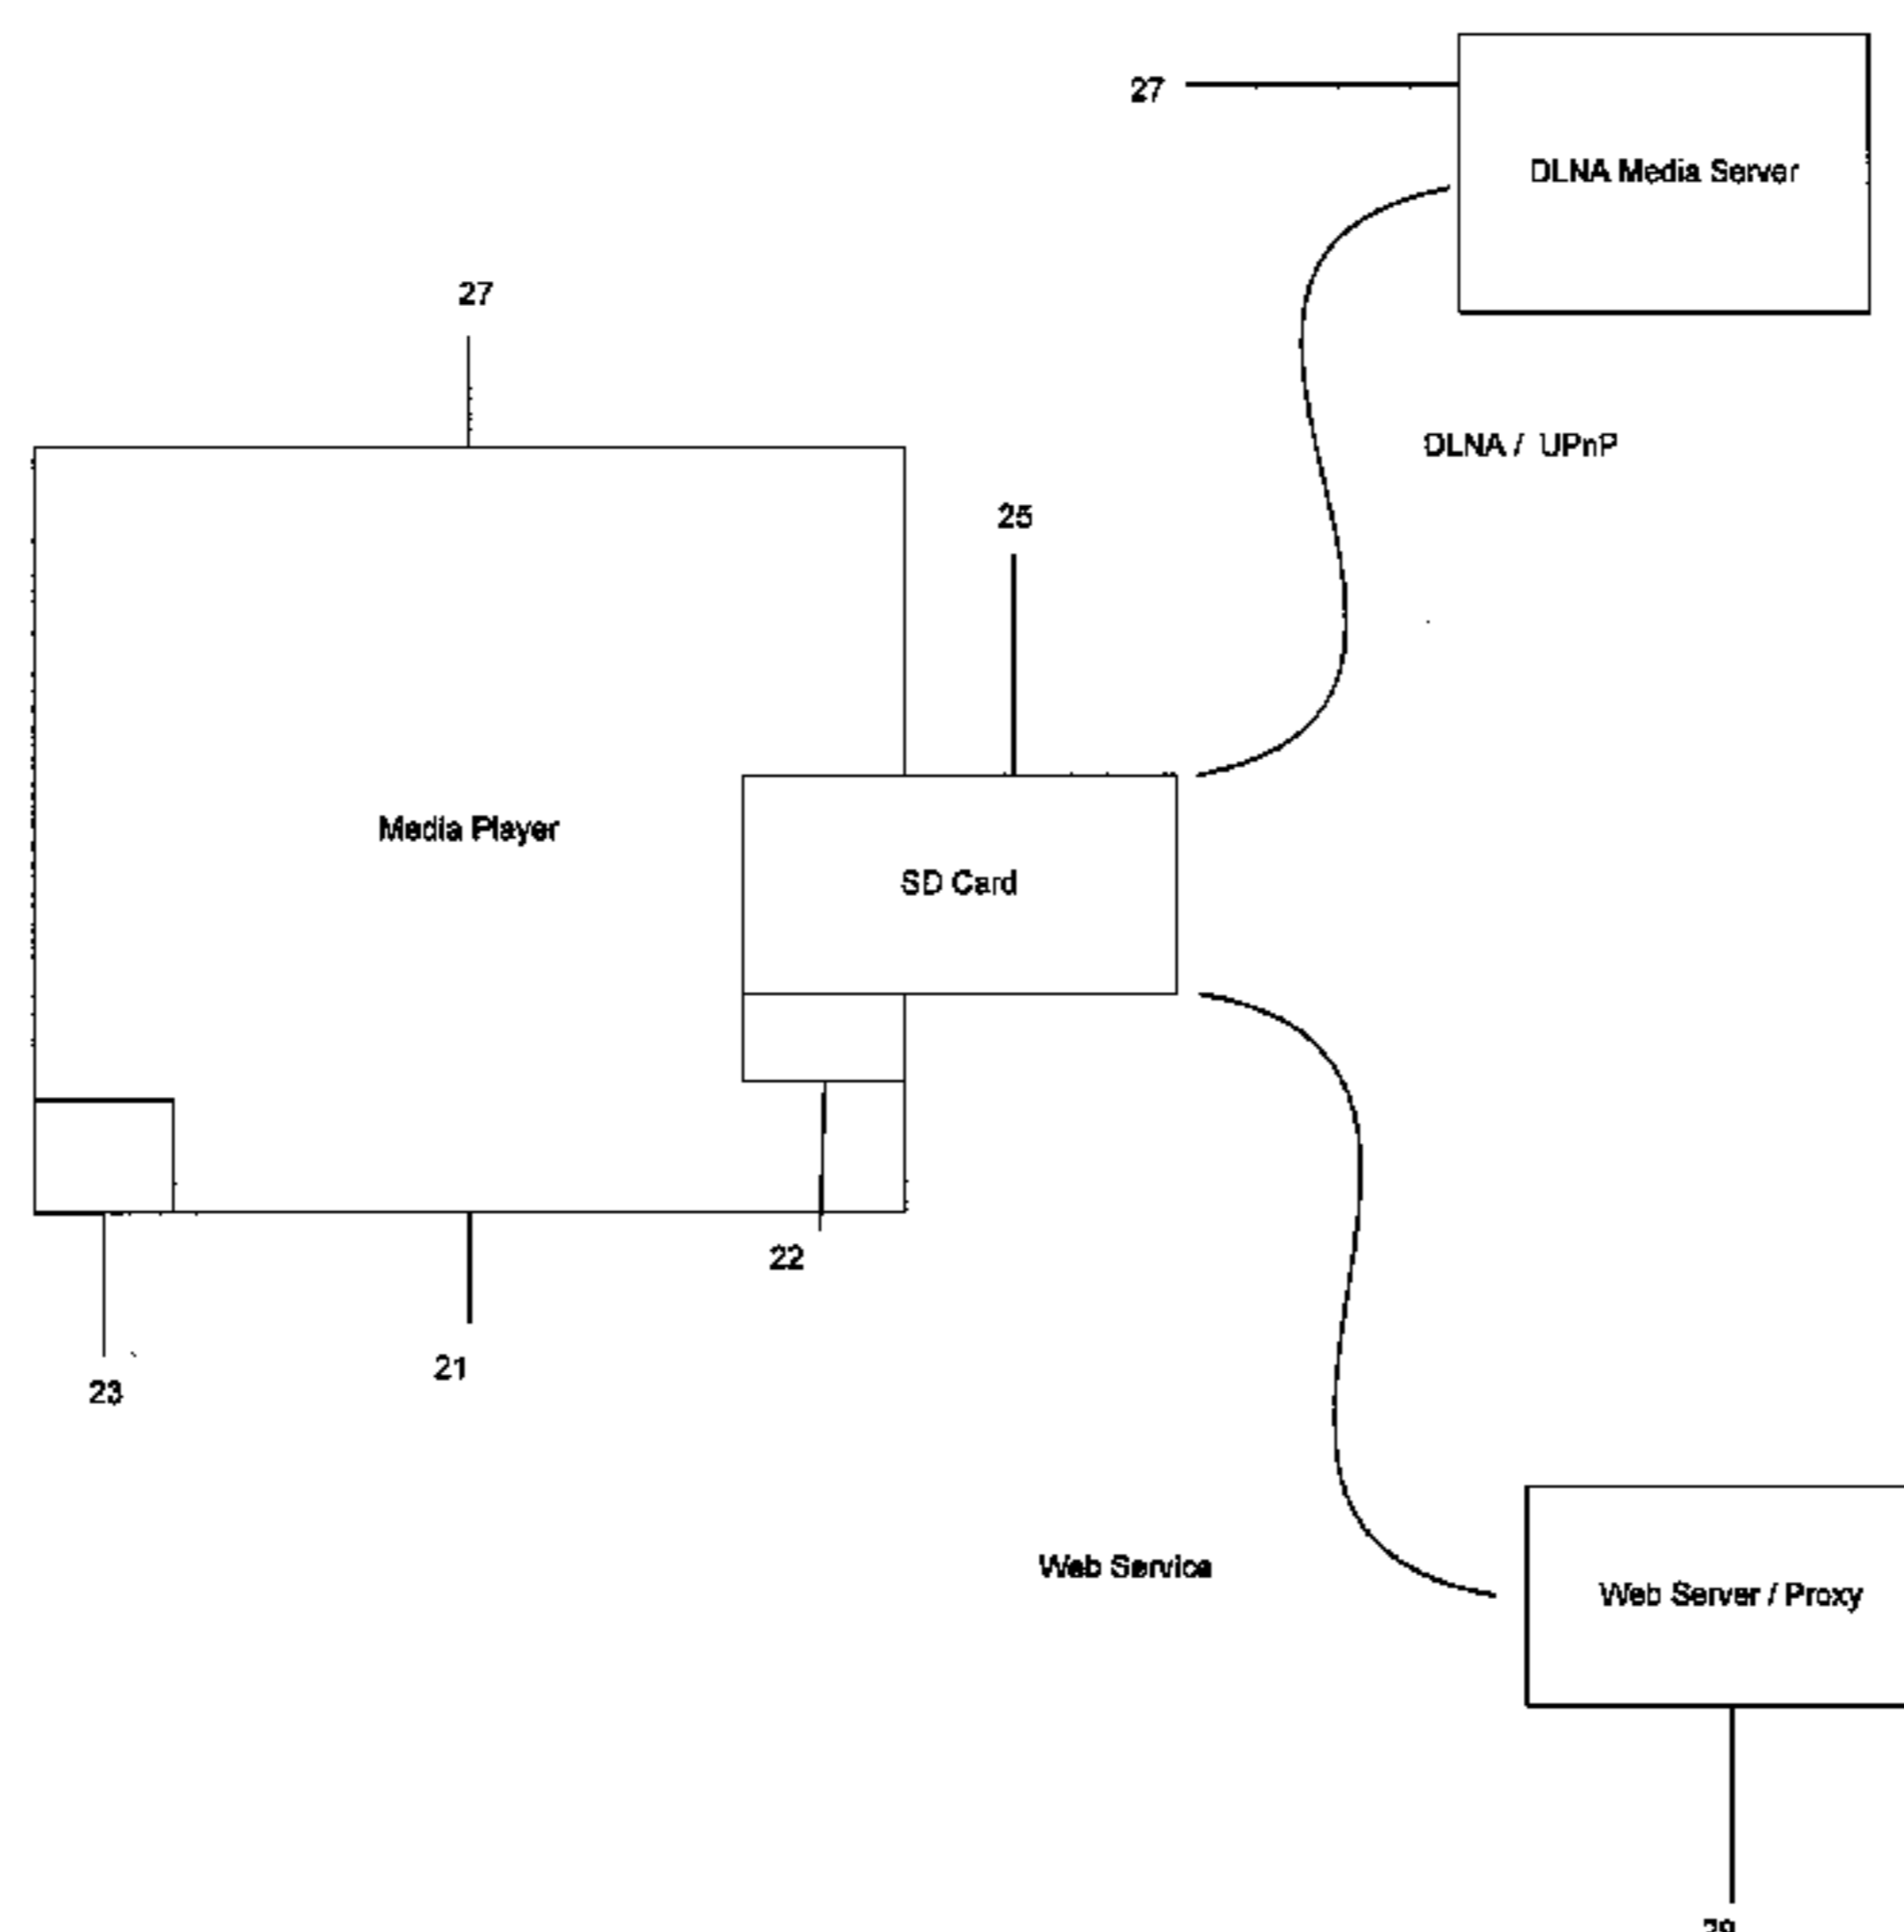 27
DLNA Media Server
27
DLNA / UPnP
25
Media Player
SD Card
22
21
23
Web Service
Web Server / Proxy